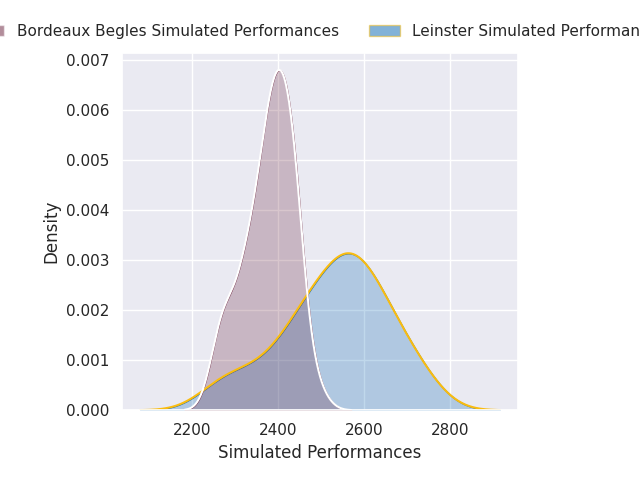 Bordeaux Begles Simulated Performances
Leinster Simulated Performan
0.007
0.006
0.005
0.004
0.003
0.002
0.001
0.000
Density
2200 2400 2600 2800
Simulated Performances